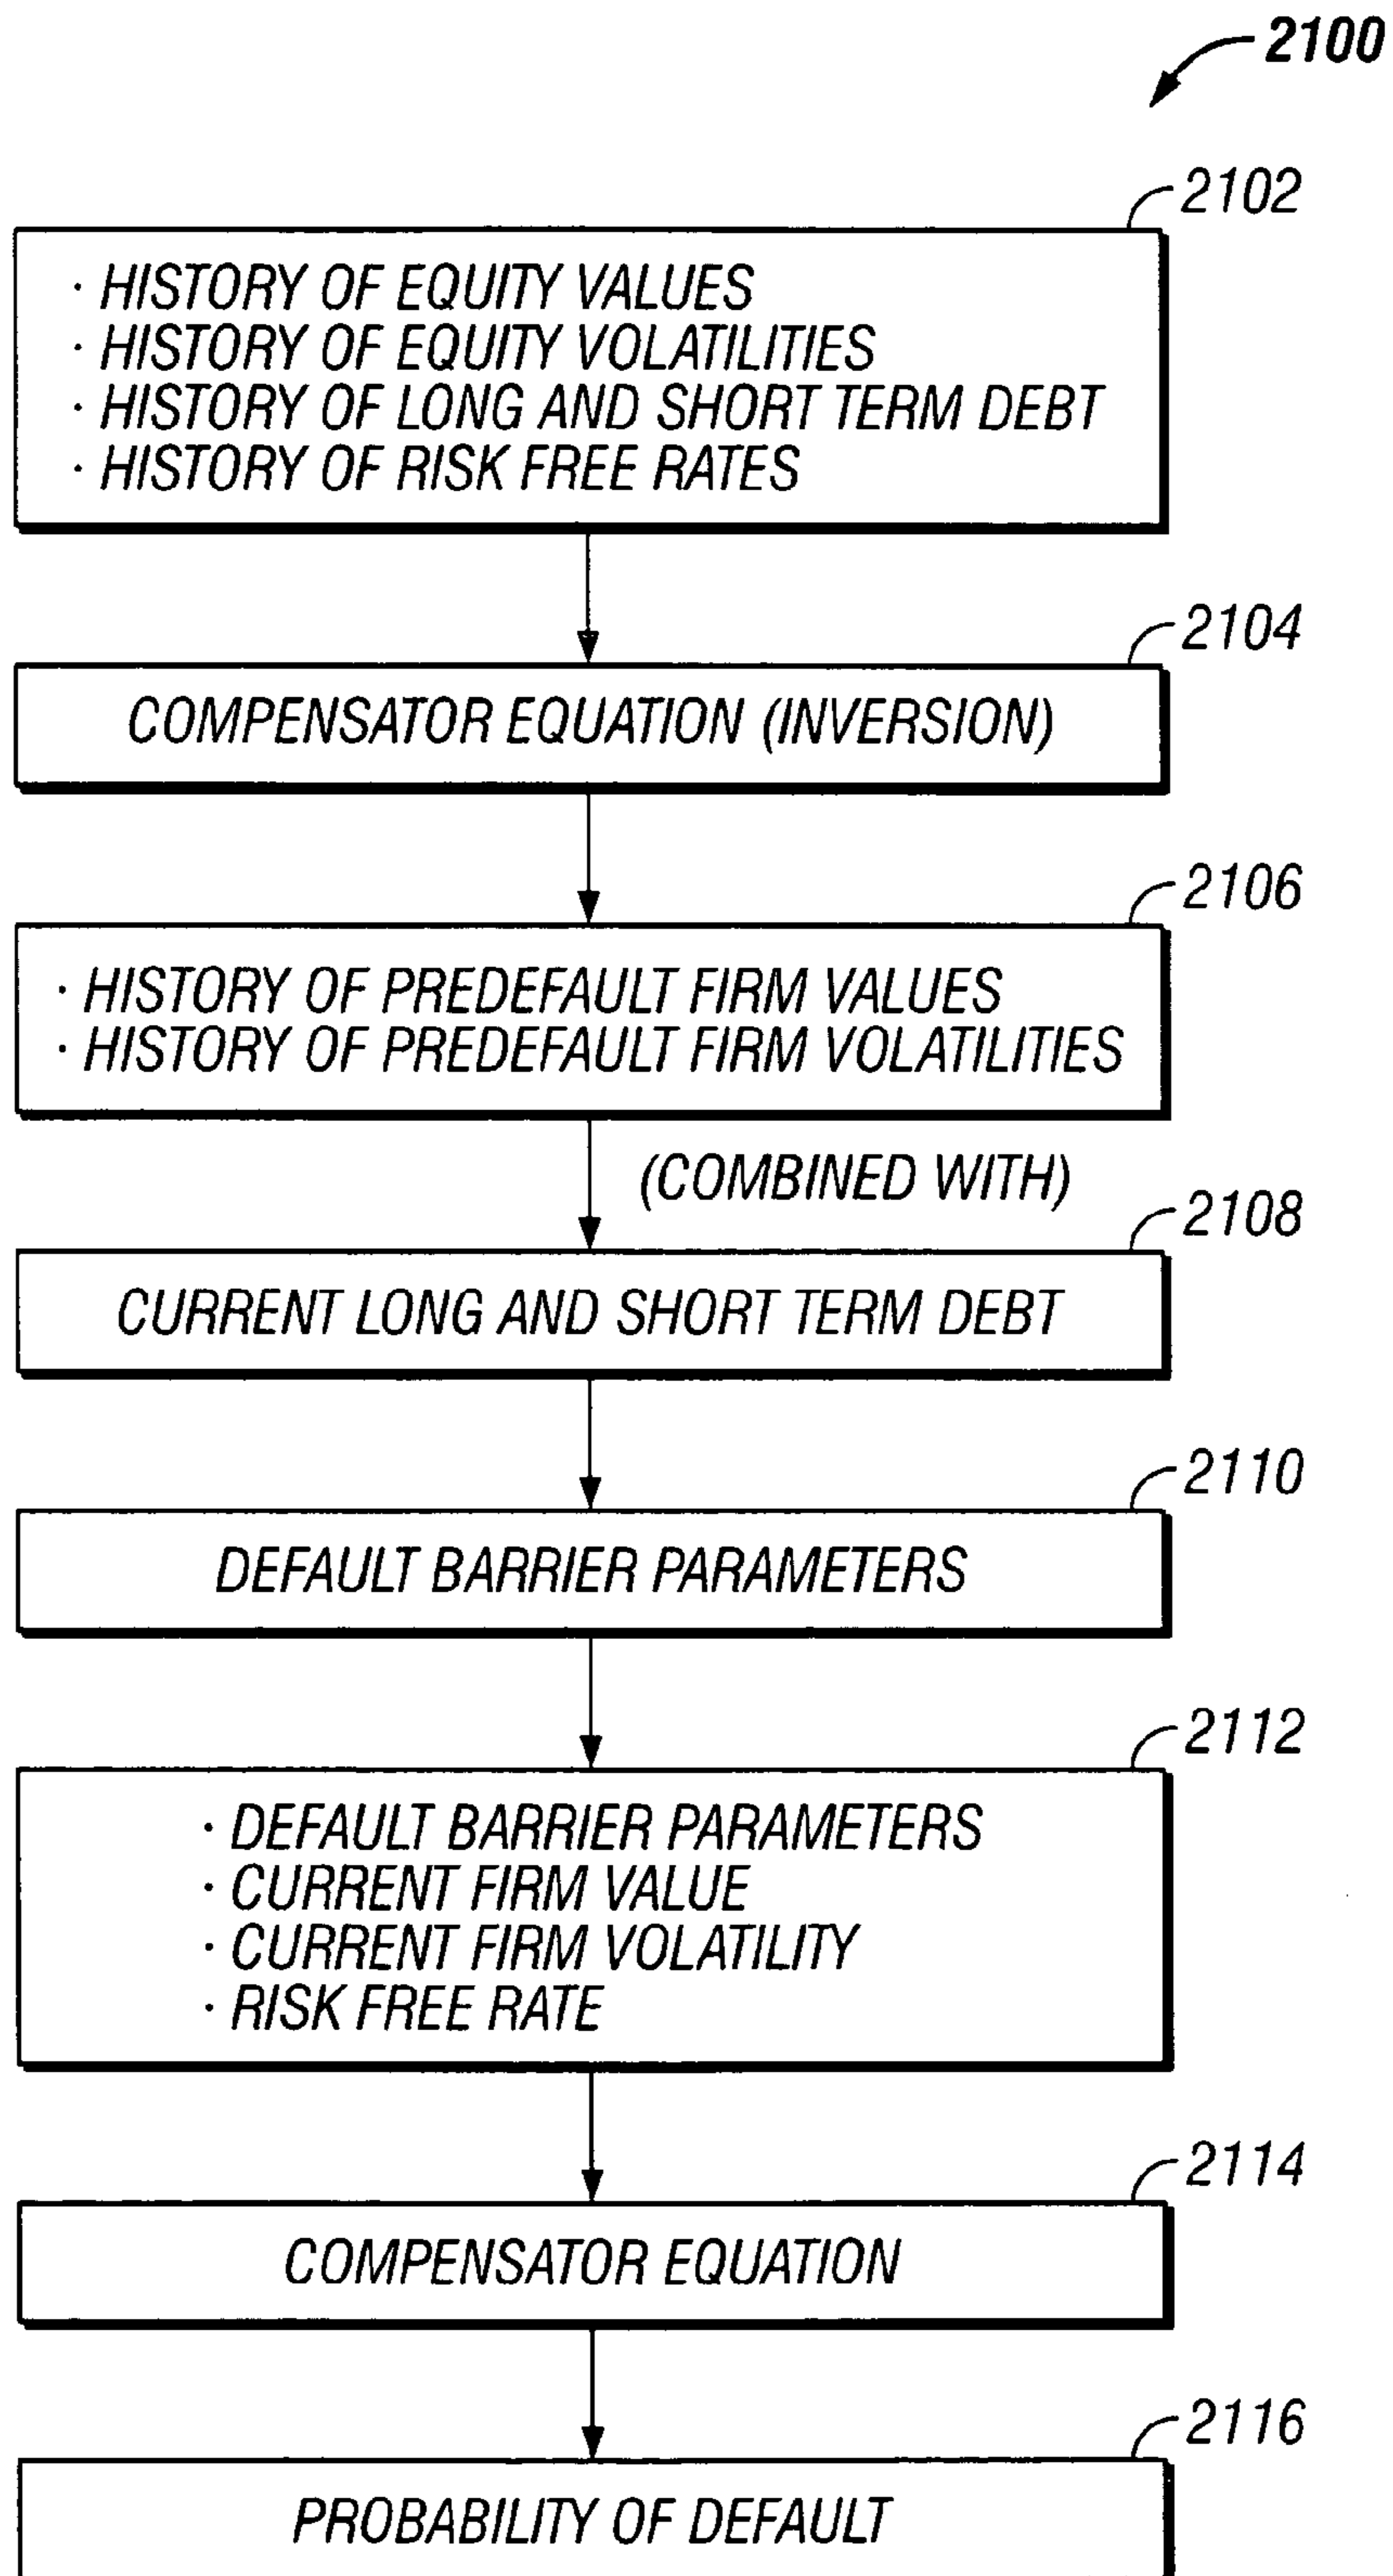 2100
2102
· HISTORY OF EQUITY VALUES
· HISTORY OF EQUITY VOLATILITIES
· HISTORY OF LONG AND SHORT TERM DEBT
· HISTORY OF RISK FREE RATES
2104
COMPENSATOR EQUATION (INVERSION)
2106
· HISTORY OF PREDEFAULT FIRM VALUES
· HISTORY OF PREDEFAULT FIRM VOLATILITIES
(COMBINED WITH)
2108
CURRENT LONG AND SHORT TERM DEBT
2110
DEFAULT BARRIER PARAMETERS
2112
· DEFAULT BARRIER PARAMETERS
· CURRENT FIRM VALUE
· CURRENT FIRM VOLATILITY
· RISK FREE RATE
2114
COMPENSATOR EQUATION
2116
PROBABILITY OF DEFAULT